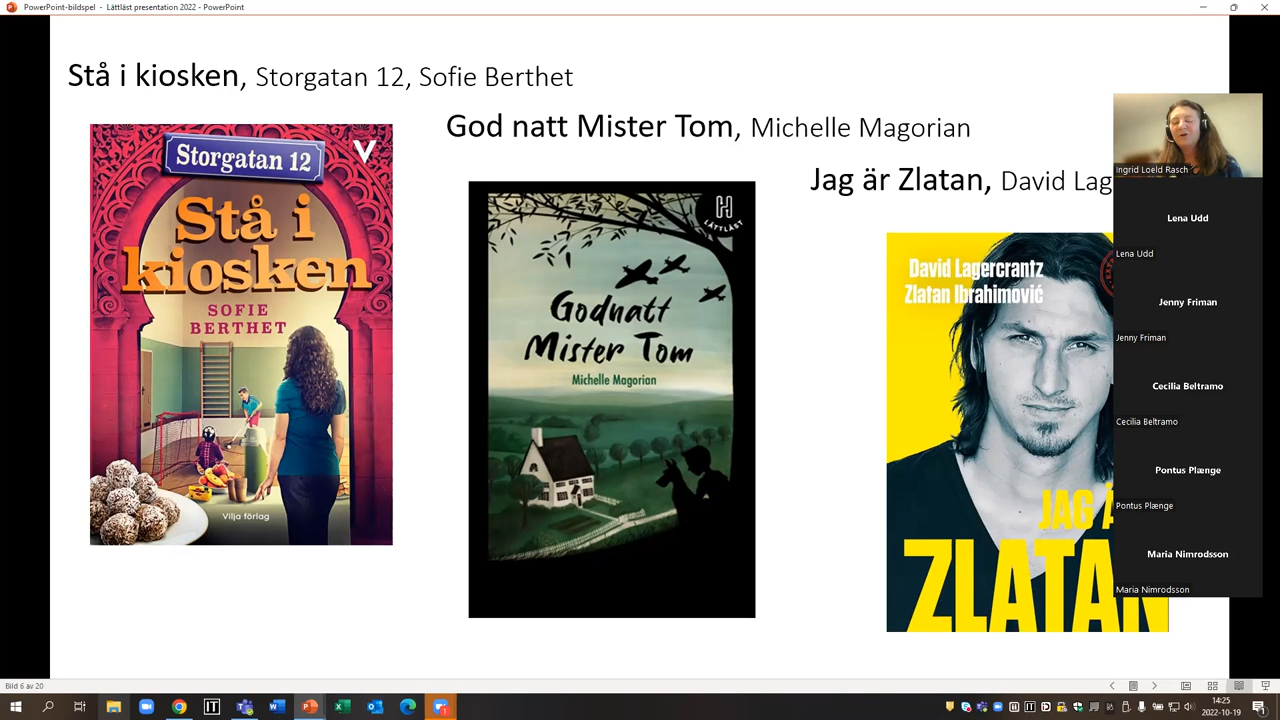 PowerPoint-bildspel - Lättläst presentation 2022 - PowerPoint
Stå i kiosken, Storgatan 12, Sofie Berthet
God natt Mister Tom, Michelle Magorian
Jag är Zlatan, David Lag
Storgatan 12
Stå i
kiosken
SOFIE
BERTHET
Vilja förlag
LÄTTLÄST
Godnatt
Mister Tom
Michelle Magorian
David Lagercrantz
Zlatan Ibrahimović
JAG Ä
ZLATAN
Ingrid Loeld Rasch
Lena Udd
Lena Udd
Jenny Friman
Jenny Friman
Cecilia Beltramo
Cecilia Beltramo
Pontus Plænge
Pontus Plænge
Maria Nimrodsson
Maria Nimrodsson
Bild 6 av 20
14:25
2022-10-19